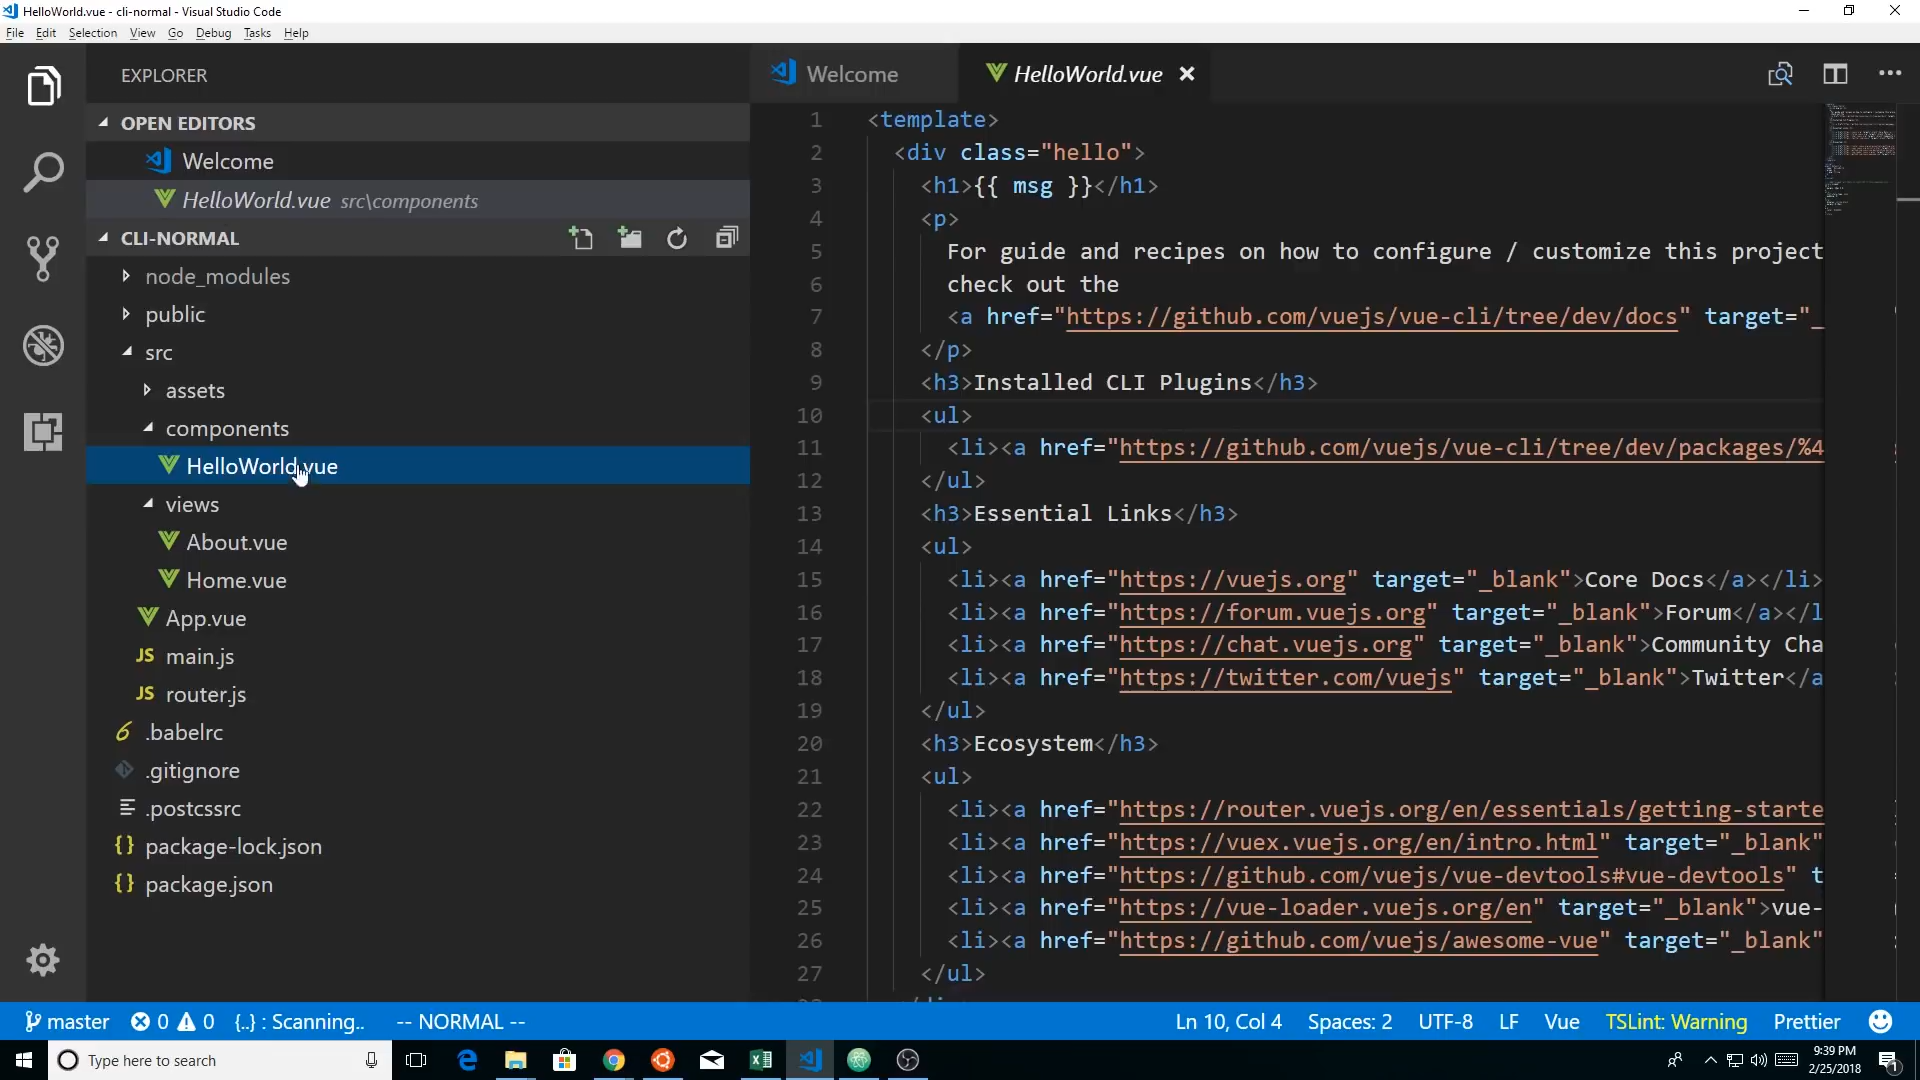 HelloWorld.vue - cli-normal - Visual Studio Code
File Edit Selection View Go Debug Tasks Help
EXPLORER
OPEN EDITORS
Welcome
HelloWorld.vue src\components
CLI-NORMAL
node_modules
public
src
assets
components
HelloWorld.vue
views
About.vue
Home.vue
App.vue
JS main.js
JS router.js
.babelrc
.gitignore
.postcssrc
{} package-lock.json
{} package.json
Welcome HelloWorld.vue
1 <template>
2 <div class="hello">
3 <h1>{{ msg }}</h1>
4 <p>
5 For guide and recipes on how to configure / customize this project
6 check out the
7 <a href="https://github.com/vuejs/vue-cli/tree/dev/docs" target="_
8 </p>
9 <h3>Installed CLI Plugins</h3>
10 <ul>
11 <li><a href="https://github.com/vuejs/vue-cli/tree/dev/packages/%4
12 </ul>
13 <h3>Essential Links</h3>
14 <ul>
15 <li><a href="https://vuejs.org" target="_blank">Core Docs</a></li>
16 <li><a href="https://forum.vuejs.org" target="_blank">Forum</a></l
17 <li><a href="https://chat.vuejs.org" target="_blank">Community Cha
18 <li><a href="https://twitter.com/vuejs" target="_blank">Twitter</a
19 </ul>
20 <h3>Ecosystem</h3>
21 <ul>
22 <li><a href="https://router.vuejs.org/en/essentials/getting-starte
23 <li><a href="https://vuex.vuejs.org/en/intro.html" target="_blank"
24 <li><a href="https://github.com/vuejs/vue-devtools#vue-devtools" t
25 <li><a href="https://vue-loader.vuejs.org/en" target="_blank">vue-
26 <li><a href="https://github.com/vuejs/awesome-vue" target="_blank"
27 </ul>
master 0 0 {..} : Scanning.. -- NORMAL -- Ln 10, Col 4 Spaces: 2 UTF-8 LF Vue TSLint: Warning Prettier
Type here to search
9:39 PM
2/25/2018
1